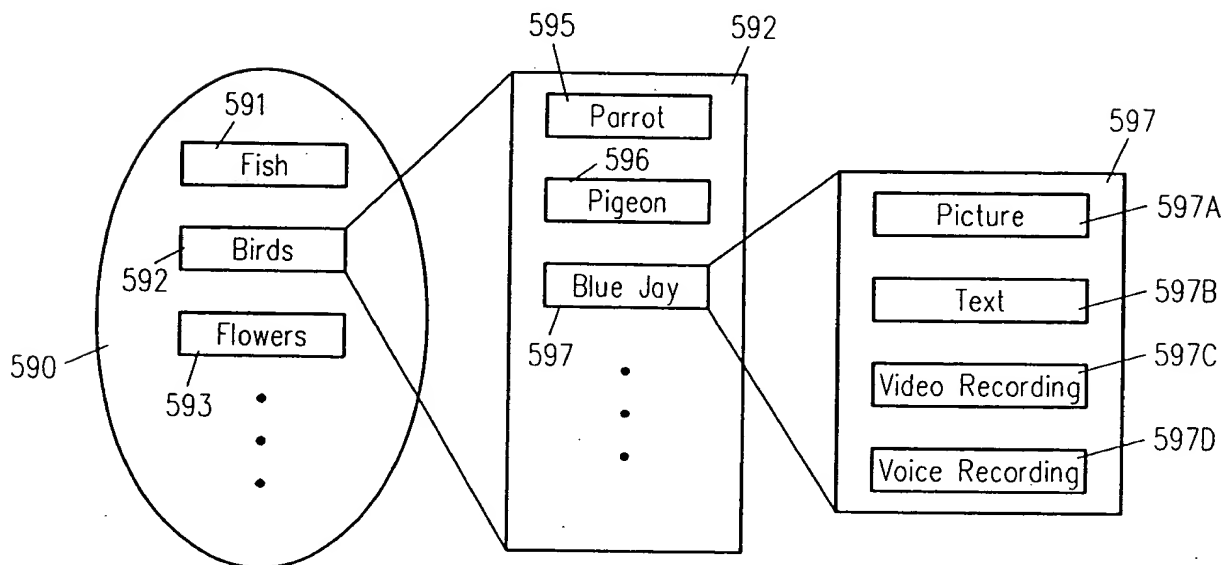 591
Fish
Birds
592
Flowers
593
590
595
592
Parrot
596
Pigeon
Blue Jay
597
597
Picture
597A
Text
597B
Video Recording
597C
Voice Recording
597D